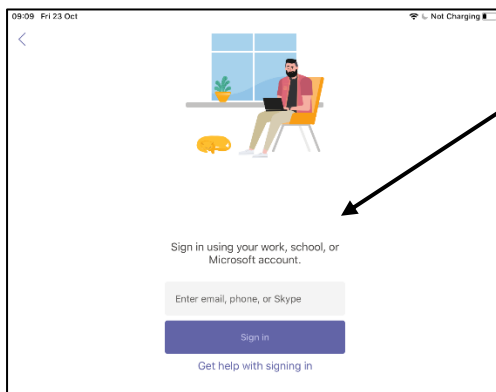 09:09 Fri 23 Oct
Not Charging
Sign in using your work, school, or
Microsoft account.
Enter email, phone, or Skype
Sign in
Get help with signing in